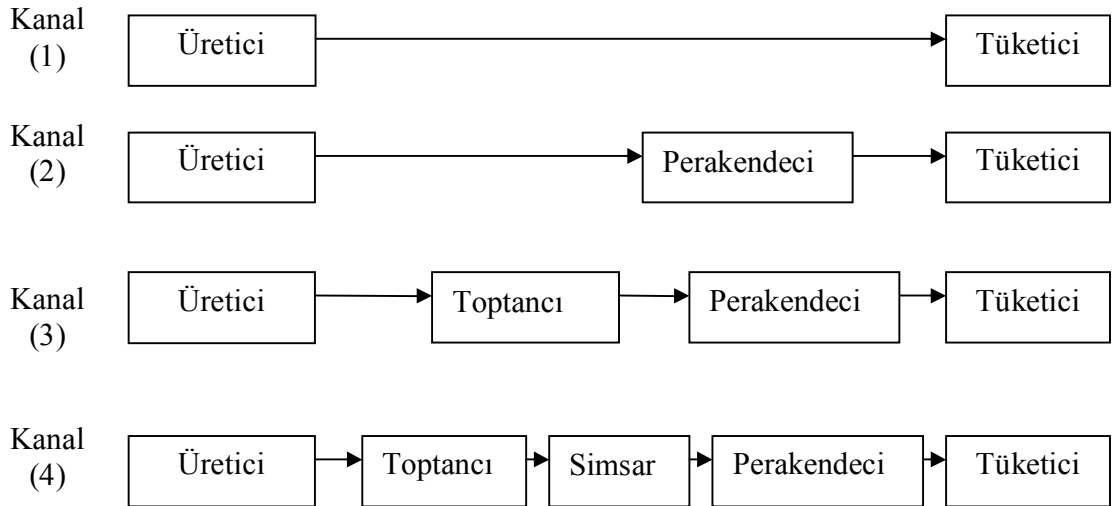 Kanal
(1)
Üretici
Tüketici
Kanal
(2)
Üretici
Perakendeci
Tüketici
Kanal
(3)
Üretici
Toptancı
Perakendeci
Tüketici
Kanal
(4)
Üretici
Toptancı
Simsar
Perakendeci
Tüketici